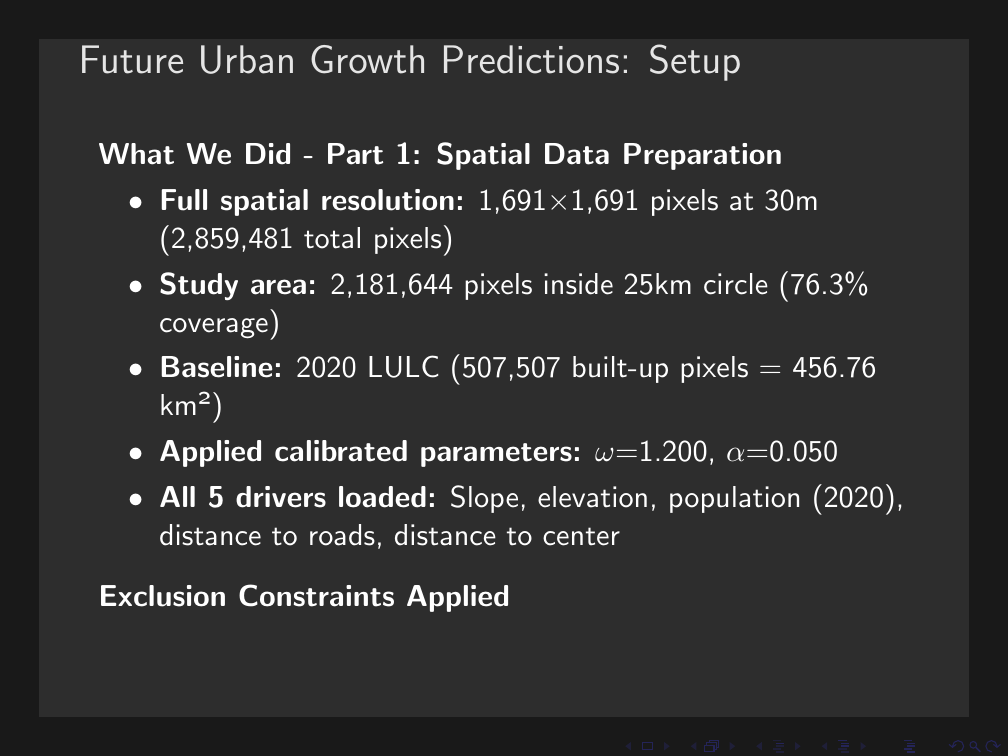 Future Urban Growth Predictions: Setup
What We Did - Part 1: Spatial Data Preparation
• Full spatial resolution: 1,691×1,691 pixels at 30m
(2,859,481 total pixels)
• Study area: 2,181,644 pixels inside 25km circle (76.3%
coverage)
• Baseline: 2020 LULC (507,507 built-up pixels = 456.76
km²)
• Applied calibrated parameters: ω=1.200, α=0.050
• All 5 drivers loaded: Slope, elevation, population (2020),
distance to roads, distance to center
Exclusion Constraints Applied